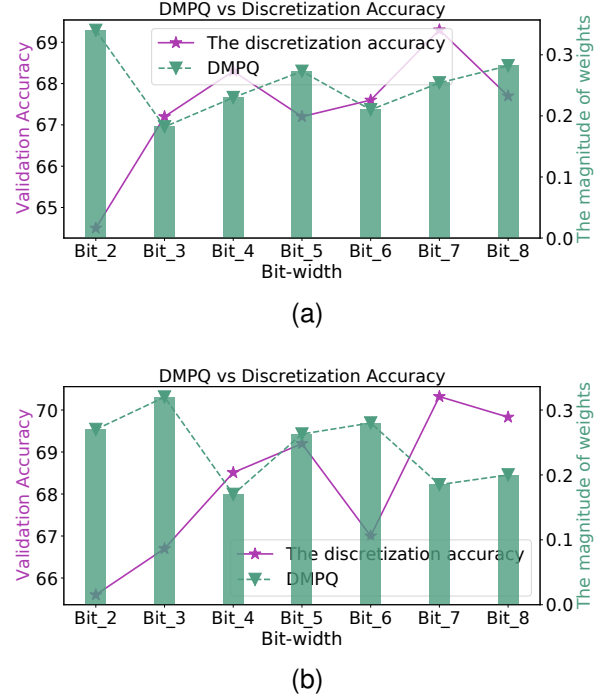 DMPQ vs Discretization Accuracy
The discretization accuracy
DMPQ
Validation Accuracy
69
68
67
66
65
The magnitude of weights
0.3
0.2
0.1
0.0
Bit_2 Bit_3 Bit_4 Bit_5 Bit_6 Bit_7 Bit_8
Bit-width
(a)
DMPQ vs Discretization Accuracy
Validation Accuracy
70
69
68
67
66
The discretization accuracy
DMPQ
The magnitude of weights
0.3
0.2
0.1
0.0
Bit_2 Bit_3 Bit_4 Bit_5 Bit_6 Bit_7 Bit_8
Bit-width
(b)